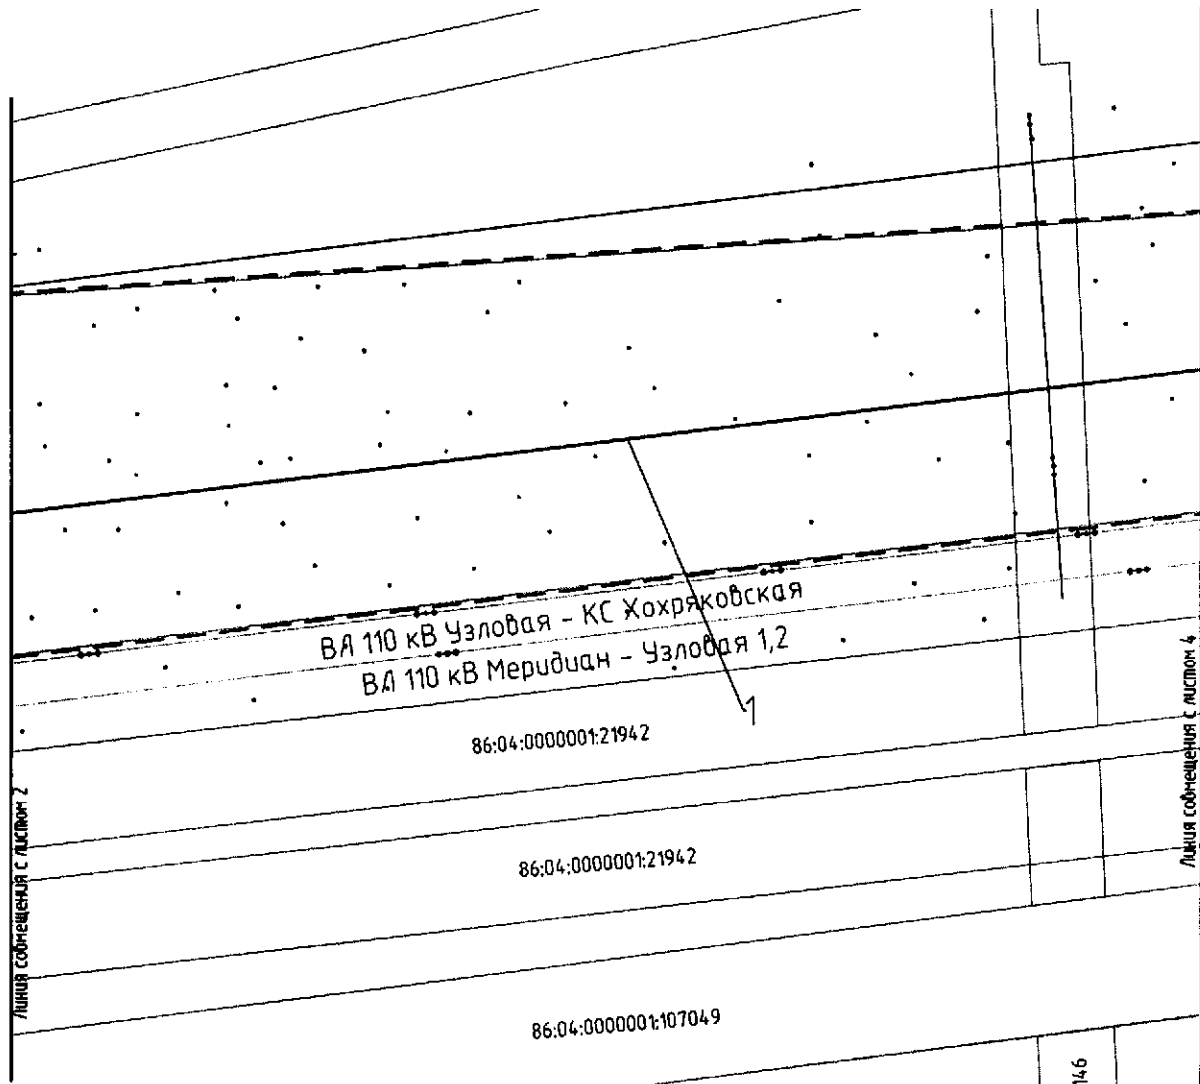 ВЛ 110 кВ Узловая - КС Хохряковская
ВЛ 110 кВ Меридиан - Узловая 1,2
1
86:04:0000001:21942
86:04:0000001:21942
86:04:0000001:107049
Линия совмещения с листом 2
Линия совмещения с листом 4
146